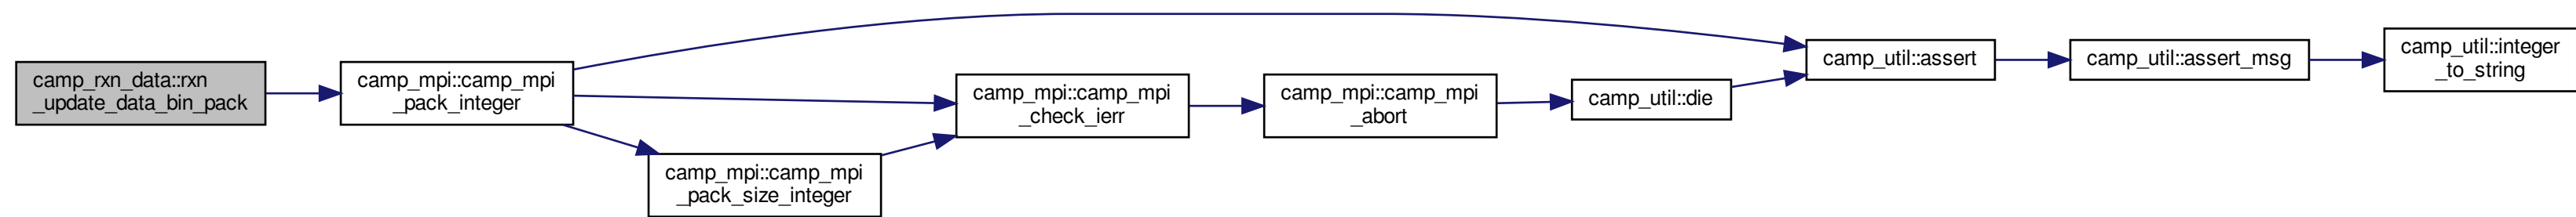 camp_rxn_data::rxn
_update_data_bin_pack
camp_mpi::camp_mpi
_pack_integer
camp_mpi::camp_mpi
_pack_size_integer
camp_mpi::camp_mpi
_check_ierr
camp_mpi::camp_mpi
_abort
camp_util::die
camp_util::assert
camp_util::assert_msg
camp_util::integer
_to_string